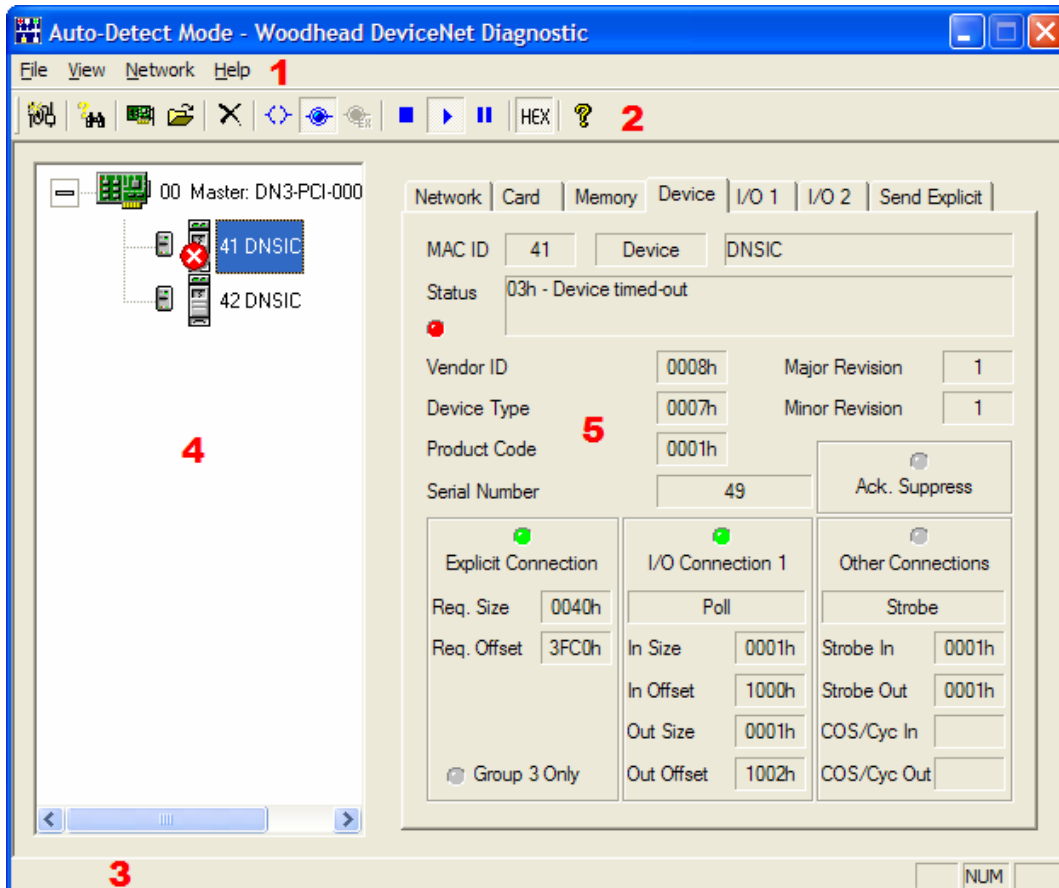 Auto-Detect Mode - Woodhead DeviceNet Diagnostic
File View Network Help 1
EX HEX ? 2
00 Master: DN3-PCI-000
41 DNSIC
42 DNSIC
4
Network Card Memory Device I/O 1 I/O 2 Send Explicit
MAC ID 41 Device DNSIC
Status 03h - Device timed-out
Vendor ID 0008h Major Revision 1
Device Type 0007h Minor Revision 1
5
Product Code 0001h
Serial Number 49 Ack. Suppress
Explicit Connection
Req. Size 0040h
Req. Offset 3FC0h
Group 3 Only
I/O Connection 1
Poll
In Size 0001h
In Offset 1000h
Out Size 0001h
Out Offset 1002h
Other Connections
Strobe
Strobe In 0001h
Strobe Out 0001h
COS/Cyc In
COS/Cyc Out
3
NUM